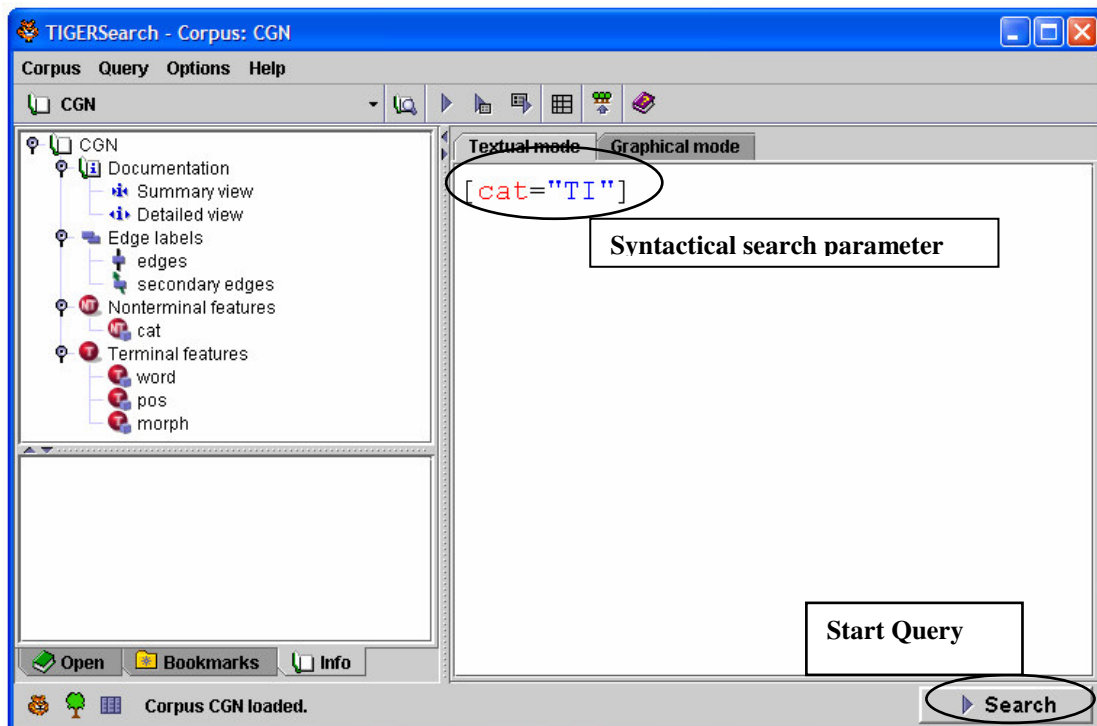 TIGERSearch - Corpus: CGN
Corpus Query Options Help
CGN
CGN
Documentation
Summary view
Detailed view
Edge labels
edges
secondary edges
NT Nonterminal features
NT cat
T Terminal features
T word
T pos
T morph
Textual mode Graphical mode
[cat="TI"]
Syntactical search parameter
Start Query
Open Bookmarks Info
Corpus CGN loaded.
Search